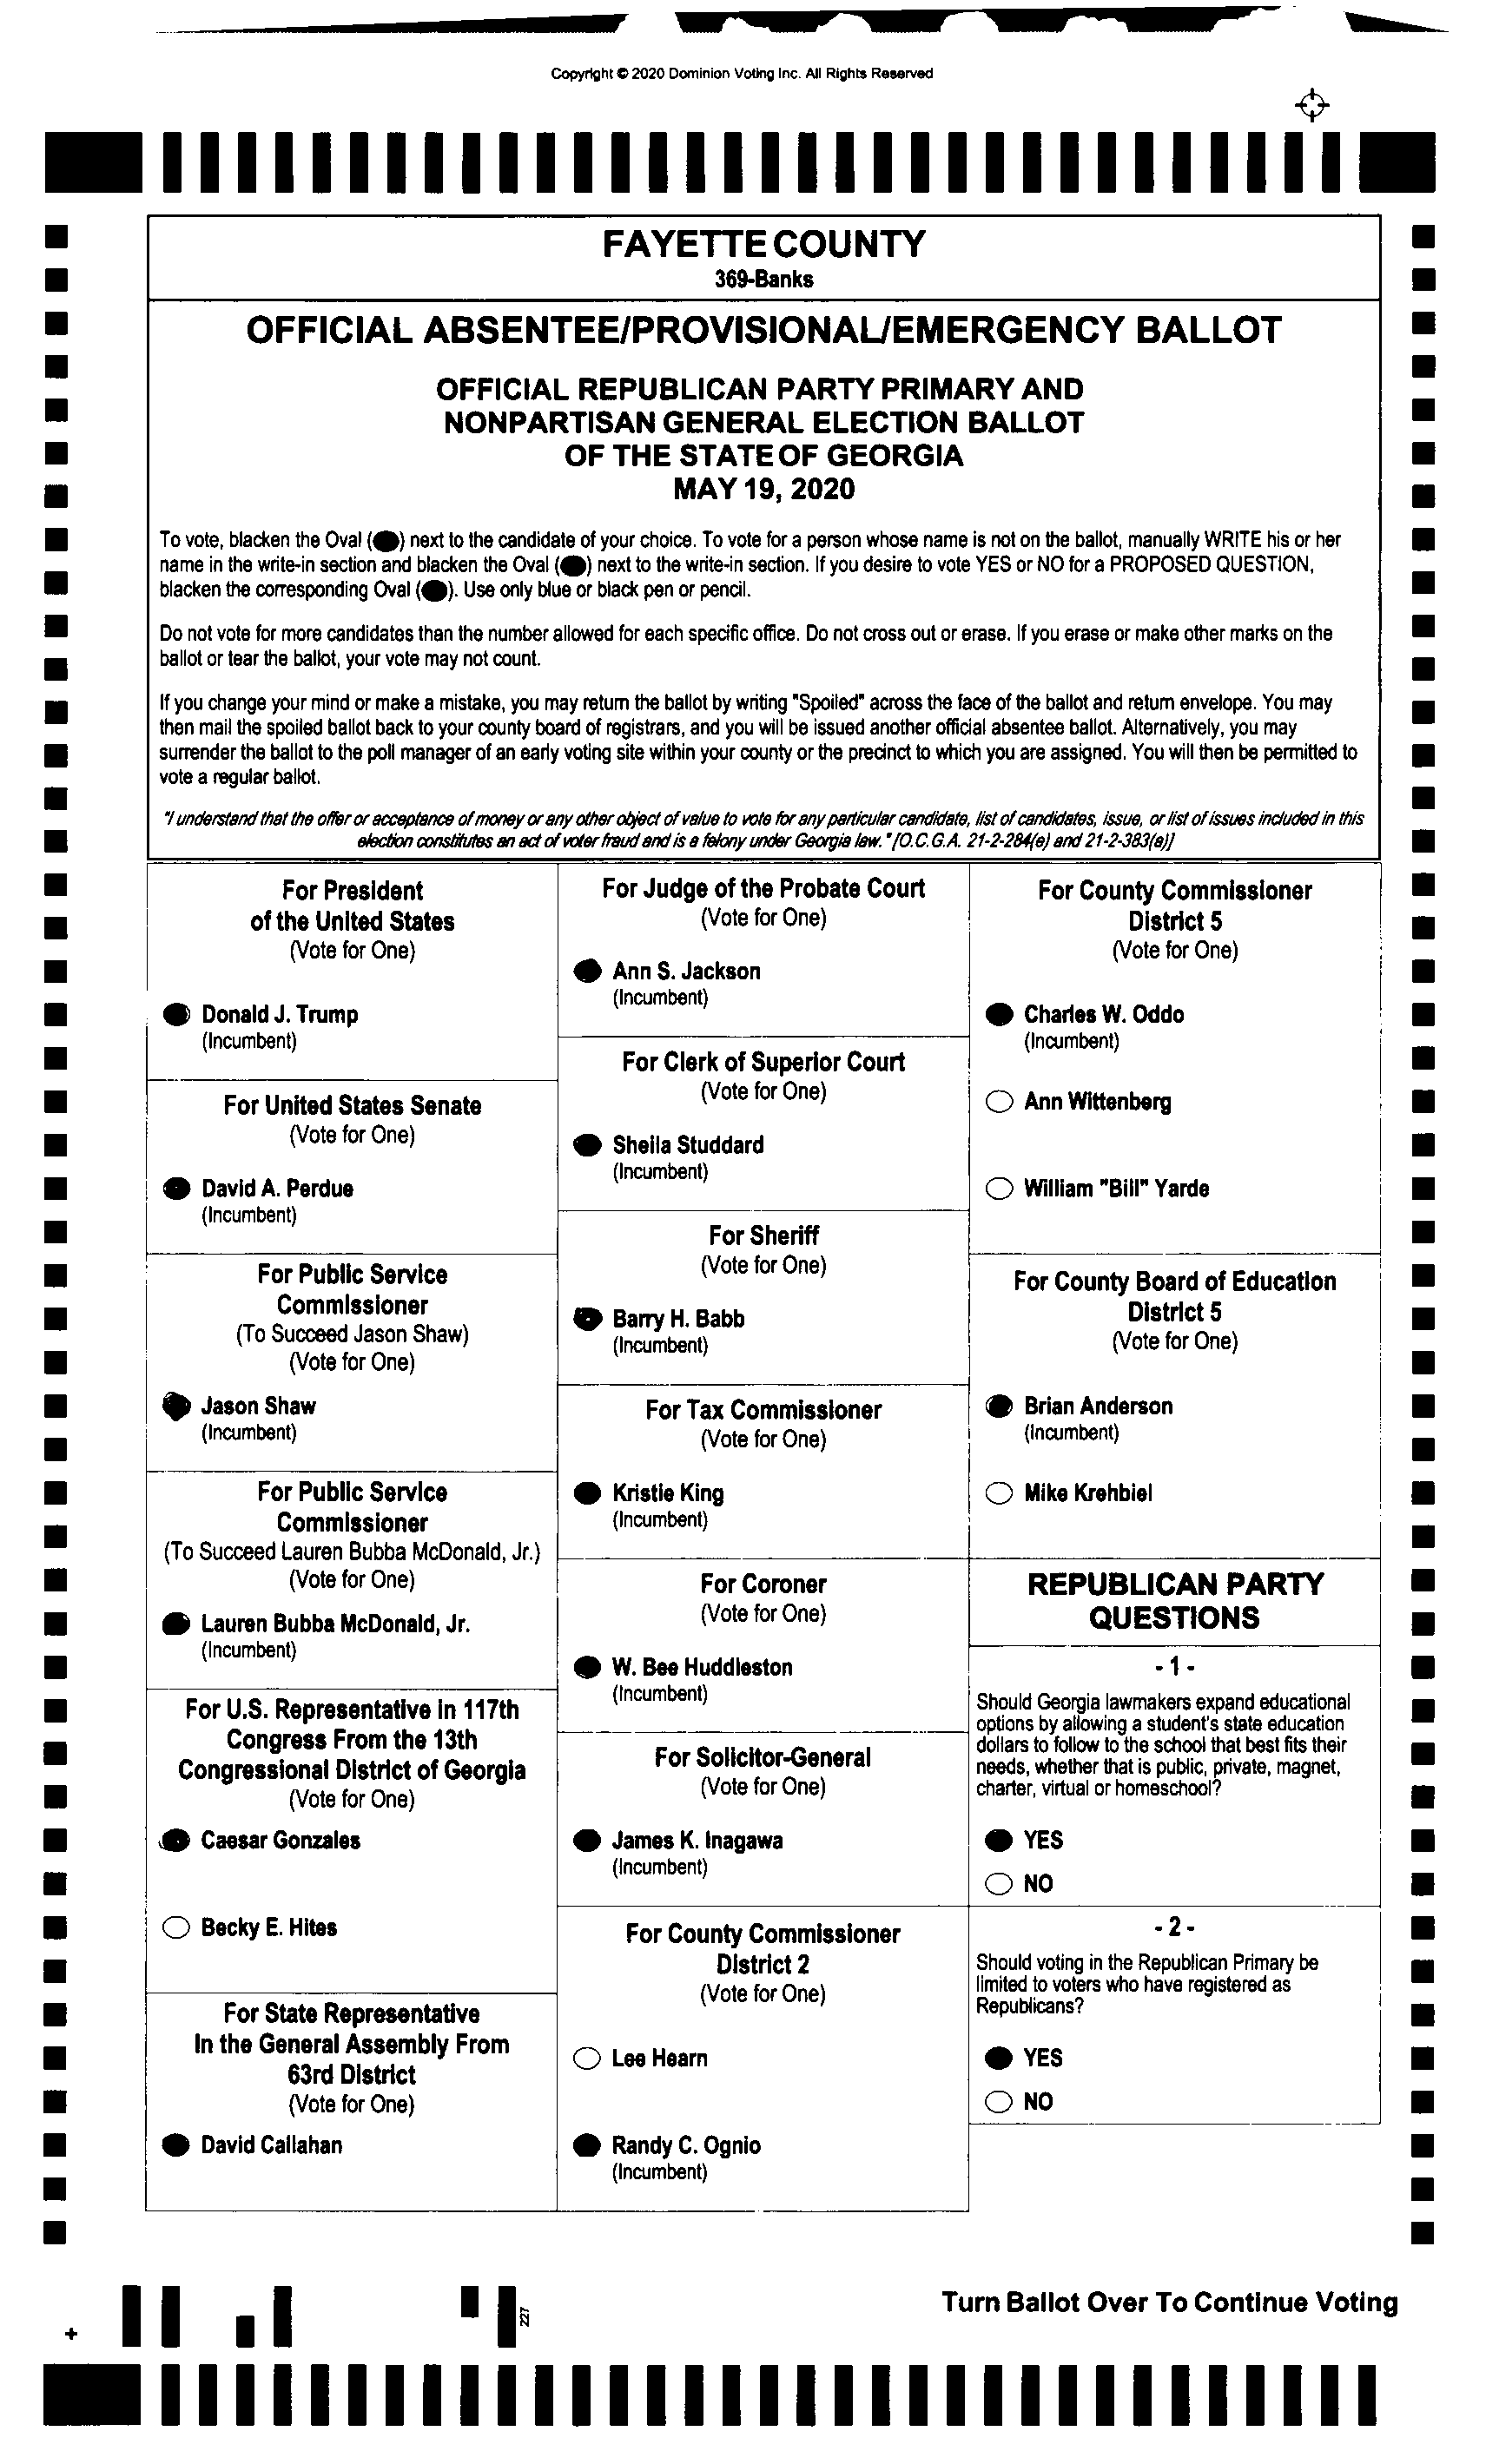 Copyright © 2020 Dominion Voting Inc. All Rights Reserved
FAYETTE COUNTY
369-Banks
OFFICIAL ABSENTEE/PROVISIONAL/EMERGENCY BALLOT
OFFICIAL REPUBLICAN PARTY PRIMARY AND
NONPARTISAN GENERAL ELECTION BALLOT
OF THE STATE OF GEORGIA
MAY 19, 2020
To vote, blacken the Oval (●) next to the candidate of your choice. To vote for a person whose name is not on the ballot, manually WRITE his or her
name in the write-in section and blacken the Oval (●) next to the write-in section. If you desire to vote YES or NO for a PROPOSED QUESTION,
blacken the corresponding Oval (●). Use only blue or black pen or pencil.
Do not vote for more candidates than the number allowed for each specific office. Do not cross out or erase. If you erase or make other marks on the
ballot or tear the ballot, your vote may not count.
If you change your mind or make a mistake, you may return the ballot by writing "Spoiled" across the face of the ballot and return envelope. You may
then mail the spoiled ballot back to your county board of registrars, and you will be issued another official absentee ballot. Alternatively, you may
surrender the ballot to the poll manager of an early voting site within your county or the precinct to which you are assigned. You will then be permitted to
vote a regular ballot.
"I understand that the offer or acceptance of money or any other object of value to vote for any particular candidate, list of candidates, issue, or list of issues included in this
election constitutes an act of voter fraud and is a felony under Georgia law." [O.C.G.A. 21-2-284(e) and 21-2-383(a)]
For President
of the United States
(Vote for One)
Donald J. Trump
(Incumbent)
For United States Senate
(Vote for One)
David A. Perdue
(Incumbent)
For Public Service
Commissioner
(To Succeed Jason Shaw)
(Vote for One)
Jason Shaw
(Incumbent)
For Public Service
Commissioner
(To Succeed Lauren Bubba McDonald, Jr.)
(Vote for One)
Lauren Bubba McDonald, Jr.
(Incumbent)
For U.S. Representative in 117th
Congress From the 13th
Congressional District of Georgia
(Vote for One)
Caesar Gonzales
Becky E. Hites
For State Representative
In the General Assembly From
63rd District
(Vote for One)
David Callahan
For Judge of the Probate Court
(Vote for One)
Ann S. Jackson
(Incumbent)
For Clerk of Superior Court
(Vote for One)
Sheila Studdard
(Incumbent)
For Sheriff
(Vote for One)
Barry H. Babb
(Incumbent)
For Tax Commissioner
(Vote for One)
Kristie King
(Incumbent)
For Coroner
(Vote for One)
W. Bee Huddleston
(Incumbent)
For Solicitor-General
(Vote for One)
James K. Inagawa
(Incumbent)
For County Commissioner
District 2
(Vote for One)
Lee Hearn
Randy C. Ognio
(Incumbent)
For County Commissioner
District 5
(Vote for One)
Charles W. Oddo
(Incumbent)
Ann Wittenberg
William "Bill" Yarde
For County Board of Education
District 5
(Vote for One)
Brian Anderson
(Incumbent)
Mike Krehbiel
REPUBLICAN PARTY
QUESTIONS
- 1 -
Should Georgia lawmakers expand educational
options by allowing a student's state education
dollars to follow to the school that best fits their
needs, whether that is public, private, magnet,
charter, virtual or homeschool?
YES
NO
- 2 -
Should voting in the Republican Primary be
limited to voters who have registered as
Republicans?
YES
NO
227
Turn Ballot Over To Continue Voting